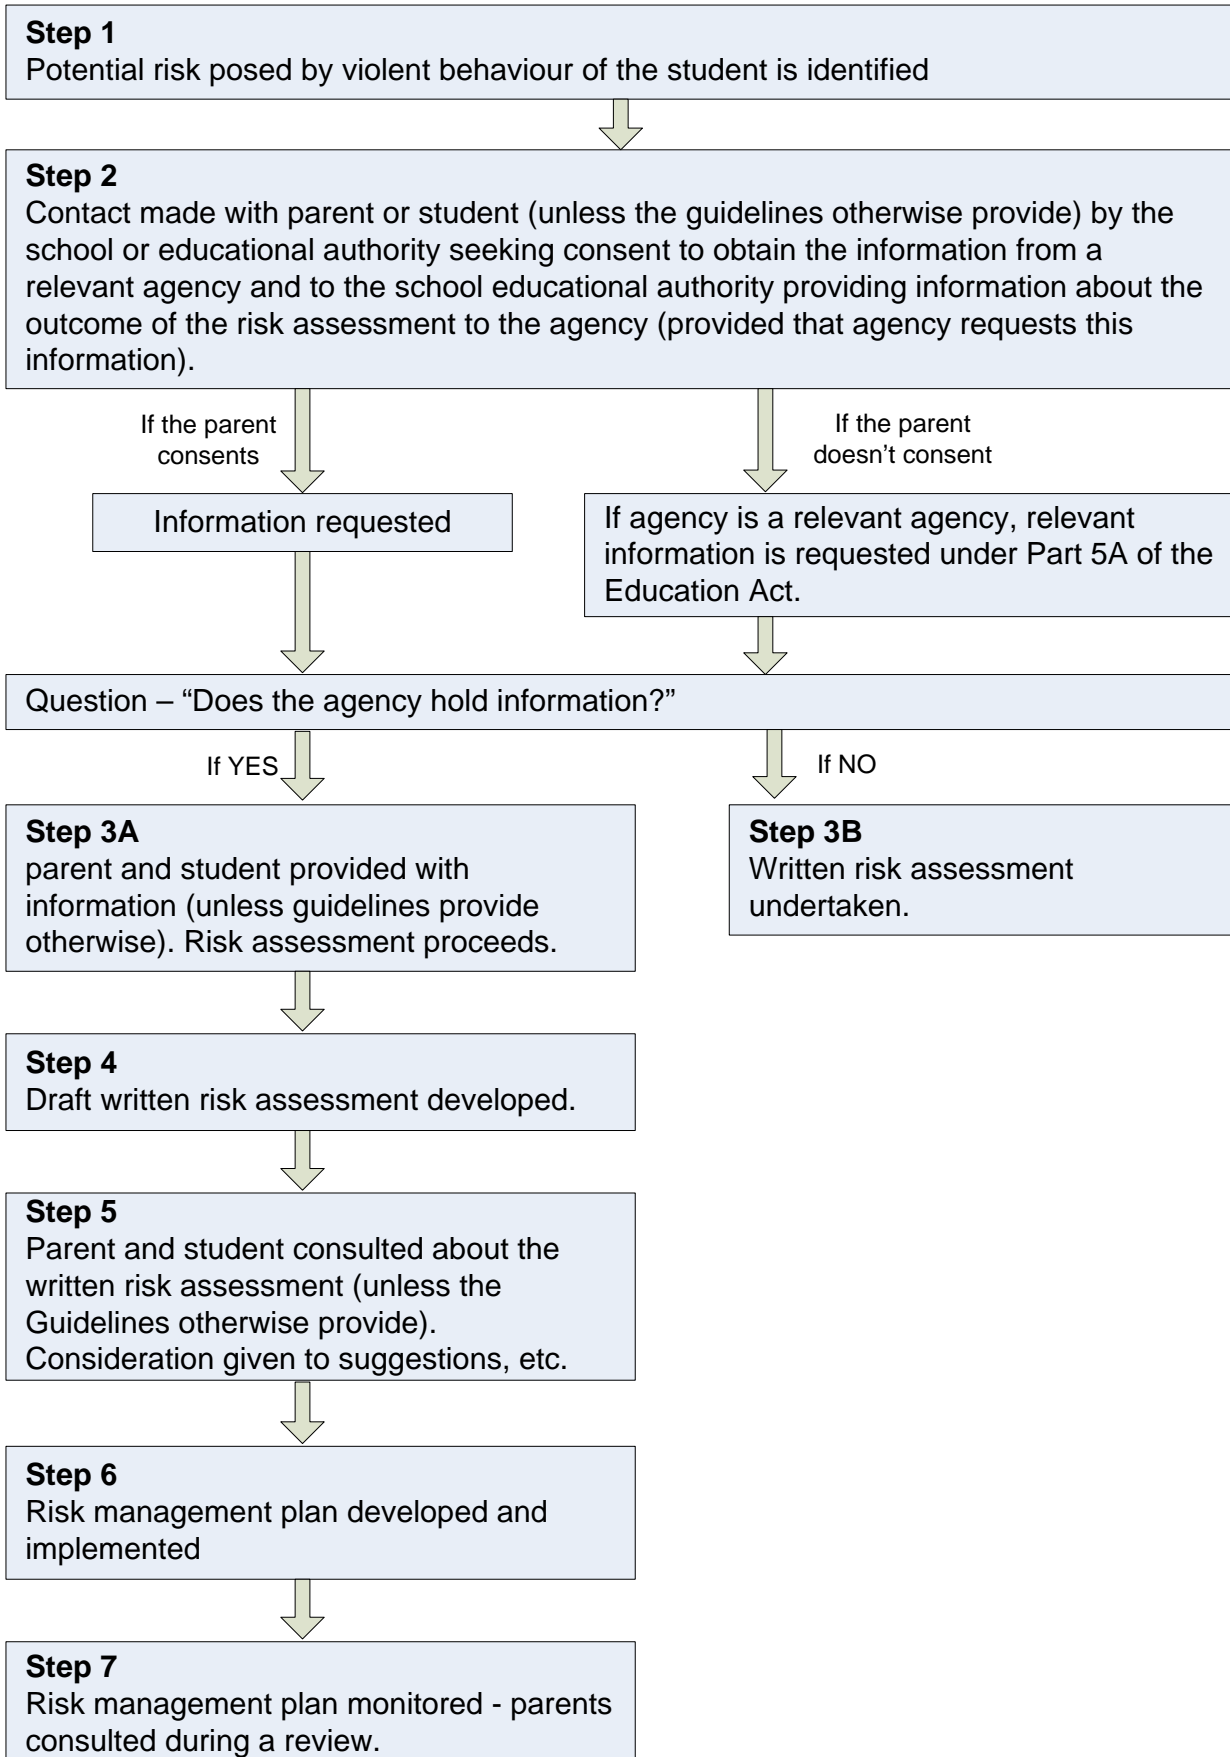 Step 1
Potential risk posed by violent behaviour of the student is identified
Step 2
Contact made with parent or student (unless the guidelines otherwise provide) by the
school or educational authority seeking consent to obtain the information from a
relevant agency and to the school educational authority providing information about the
outcome of the risk assessment to the agency (provided that agency requests this
information).
If the parent
consents
If the parent
doesn’t consent
Information requested
If agency is a relevant agency, relevant
information is requested under Part 5A of the
Education Act.
Question – “Does the agency hold information?”
If YES
If NO
Step 3A
parent and student provided with
information (unless guidelines provide
otherwise). Risk assessment proceeds.
Step 3B
Written risk assessment
undertaken.
Step 4
Draft written risk assessment developed.
Step 5
Parent and student consulted about the
written risk assessment (unless the
Guidelines otherwise provide).
Consideration given to suggestions, etc.
Step 6
Risk management plan developed and
implemented
Step 7
Risk management plan monitored - parents
consulted during a review.